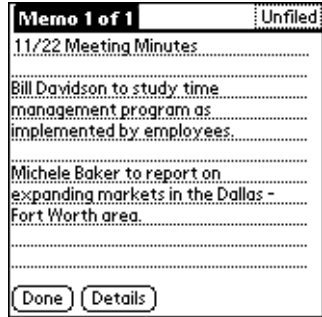 Memo 1 of 1
Unfiled
11/22 Meeting Minutes
Bill Davidson to study time
management program as
implemented by employees.
Michele Baker to report on
expanding markets in the Dallas -
Fort Worth area.
Done
Details